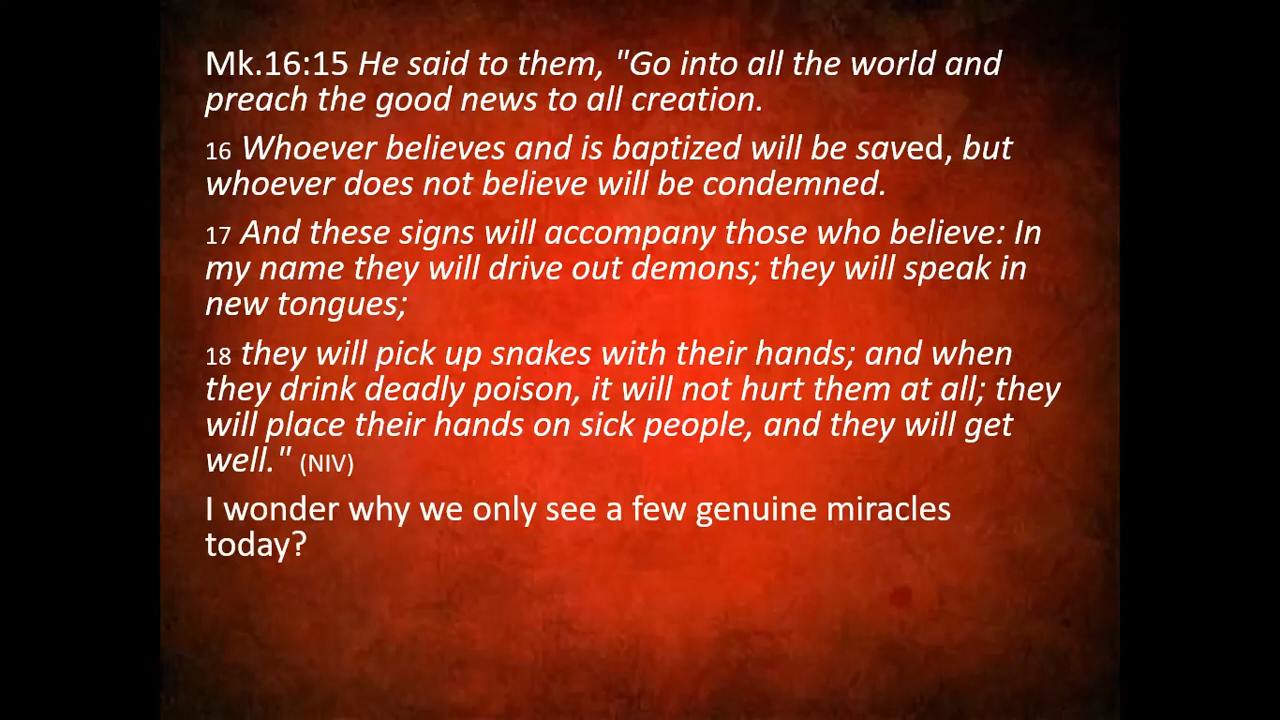 Mk.16:15 He said to them, "Go into all the world and
preach the good news to all creation.
16 Whoever believes and is baptized will be saved, but
whoever does not believe will be condemned.
17 And these signs will accompany those who believe: In
my name they will drive out demons; they will speak in
new tongues;
18 they will pick up snakes with their hands; and when
they drink deadly poison, it will not hurt them at all; they
will place their hands on sick people, and they will get
well." (NIV)
I wonder why we only see a few genuine miracles
today?